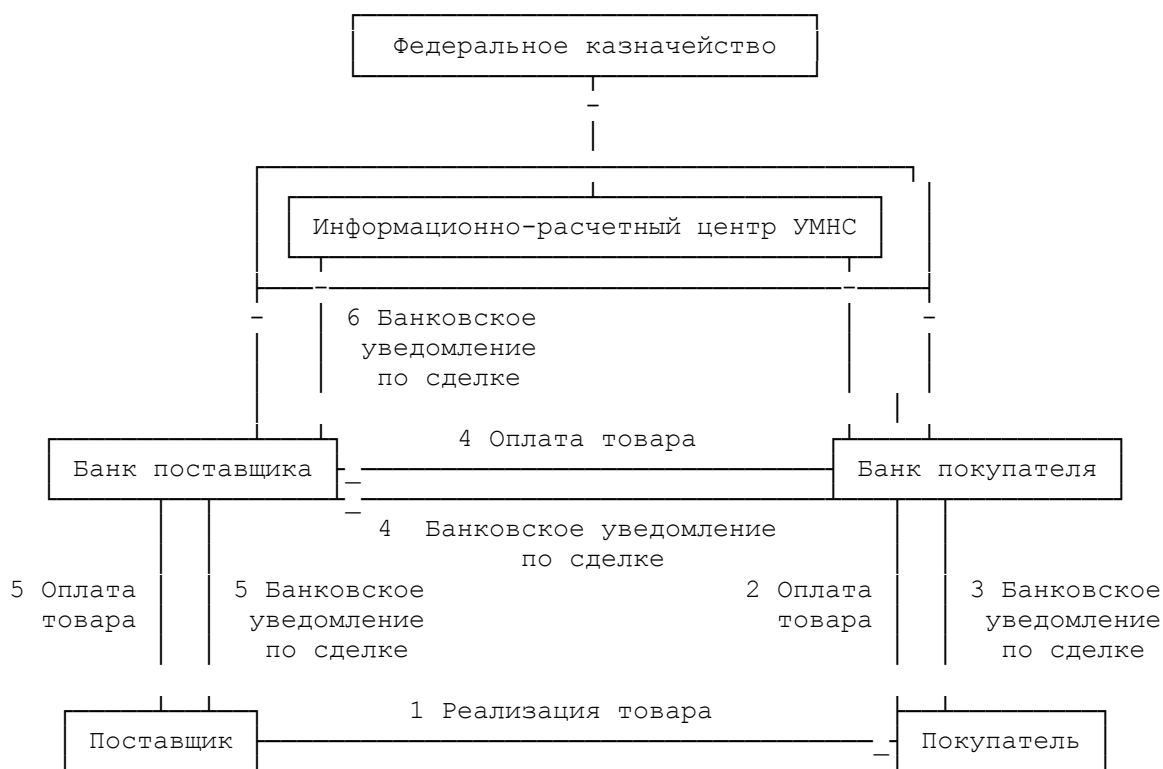 Федеральное казначейство
Информационно-расчетный центр УМНС
6 Банковское
уведомление
по сделке
4 Оплата товара
Банк поставщика
Банк покупателя
4 Банковское уведомление
по сделке
5 Оплата
товара
5 Банковское
уведомление
по сделке
2 Оплата
товара
3 Банковское
уведомление
по сделке
1 Реализация товара
Поставщик
Покупатель